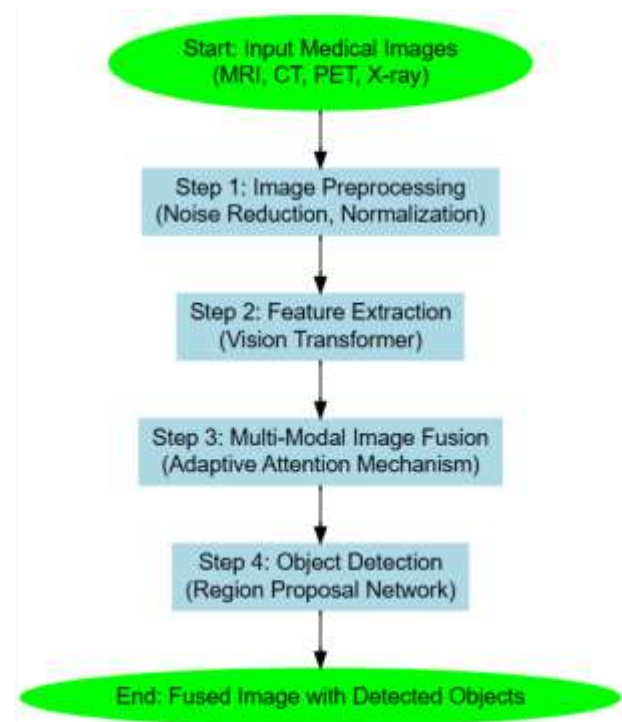 Start: Input Medical Images
(MRI, CT, PET, X-ray)
Step 1: Image Preprocessing
(Noise Reduction, Normalization)
Step 2: Feature Extraction
(Vision Transformer)
Step 3: Multi-Modal Image Fusion
(Adaptive Attention Mechanism)
Step 4: Object Detection
(Region Proposal Network)
End: Fused Image with Detected Objects